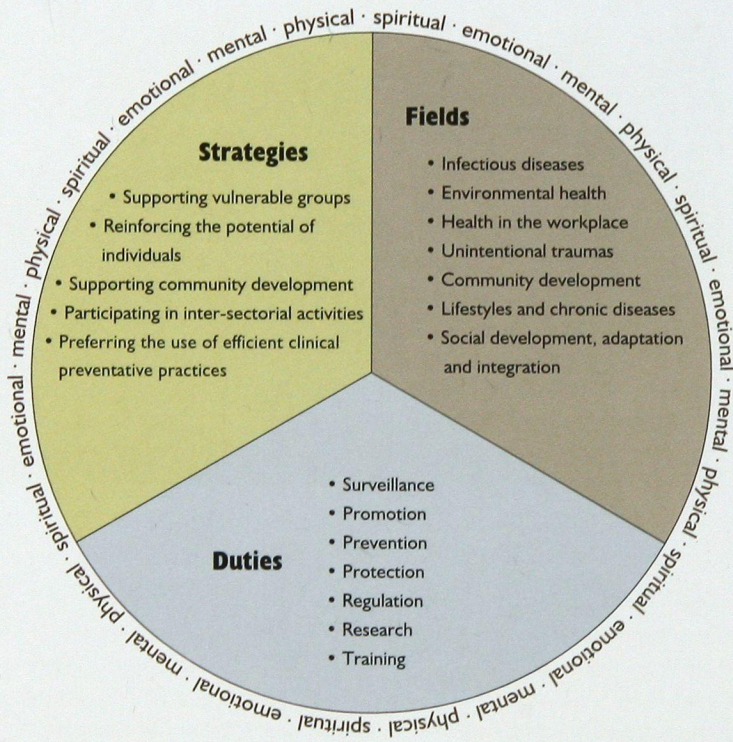 spiritual · emotional · mental · physical · spiritual · emotional · mental · physical · spiritual · emotional · mental · physical · spiritual · emotional · mental · physical · spiritual · emotional · mental · physical · spiritual · emotional · mental · physical ·
Strategies
• Supporting vulnerable groups
• Reinforcing the potential of
individuals
• Supporting community development
• Participating in inter-sectorial activities
• Preferring the use of efficient clinical
preventative practices
Fields
• Infectious diseases
• Environmental health
• Health in the workplace
• Unintentional traumas
• Community development
• Lifestyles and chronic diseases
• Social development, adaptation
and integration
Duties
• Surveillance
• Promotion
• Prevention
• Protection
• Regulation
• Research
• Training